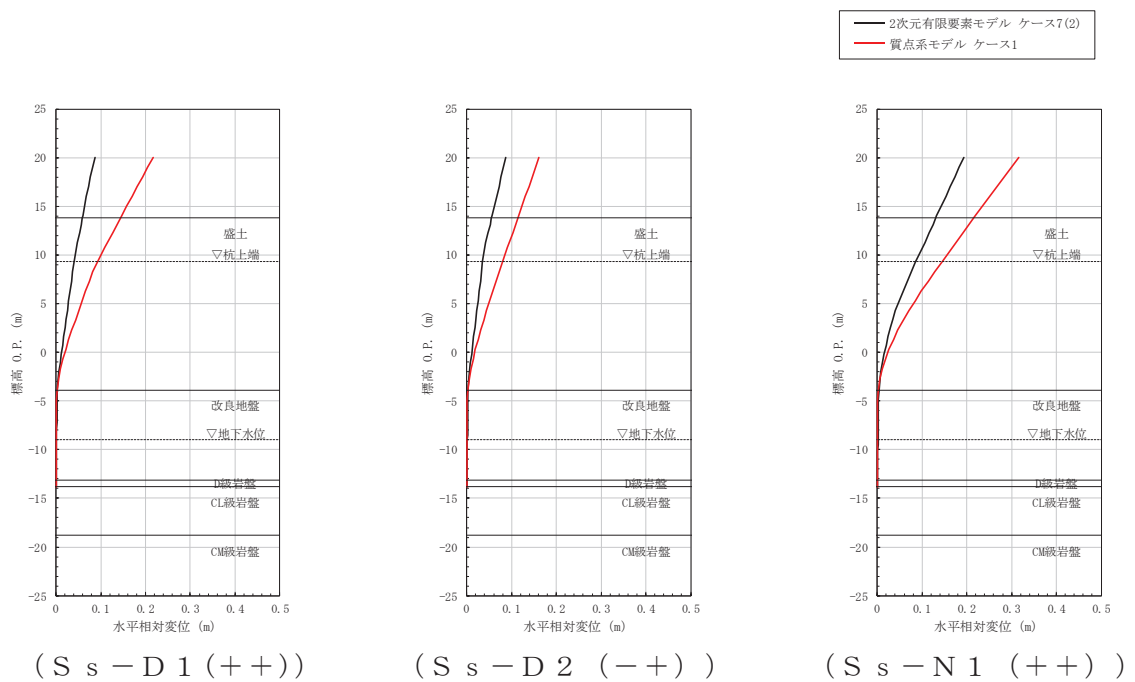 2次元有限要素モデル ケース7(2)
質点系モデル ケース1
25
20
15
10
5
0
-5
-10
-15
-20
-25
標高 O.P. (m)
盛土
▽杭上端
改良地盤
▽地下水位
D級岩盤
CL級岩盤
CM級岩盤
0 0.1 0.2 0.3 0.4 0.5
水平相対変位 (m)
(Ss-D1(++))
25
20
15
10
5
0
-5
-10
-15
-20
-25
標高 O.P. (m)
盛土
▽杭上端
改良地盤
▽地下水位
D級岩盤
CL級岩盤
CM級岩盤
0 0.1 0.2 0.3 0.4 0.5
水平相対変位 (m)
(Ss-D2 (-+))
25
20
15
10
5
0
-5
-10
-15
-20
-25
標高 O.P. (m)
盛土
▽杭上端
改良地盤
▽地下水位
D級岩盤
CL級岩盤
CM級岩盤
0 0.1 0.2 0.3 0.4 0.5
水平相対変位 (m)
(Ss-N1 (++))